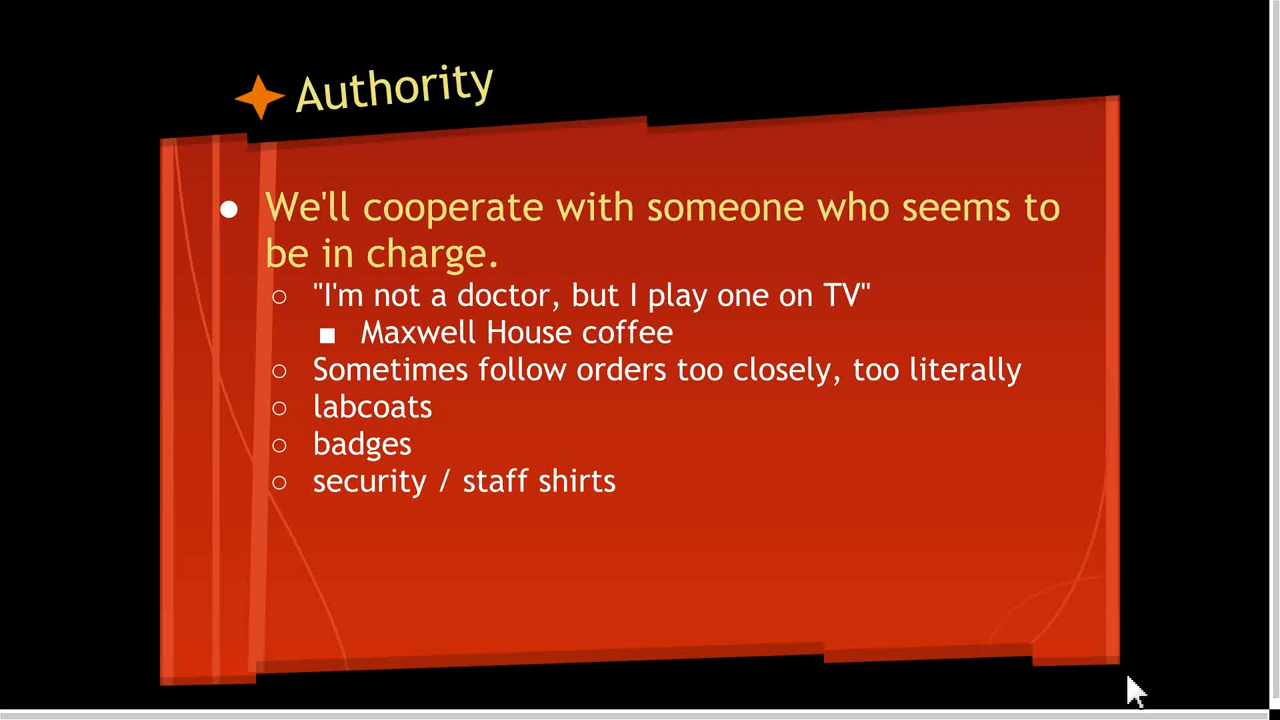 Authority
We'll cooperate with someone who seems to
be in charge.
"I'm not a doctor, but I play one on TV"
Maxwell House coffee
Sometimes follow orders too closely, too literally
labcoats
badges
security / staff shirts